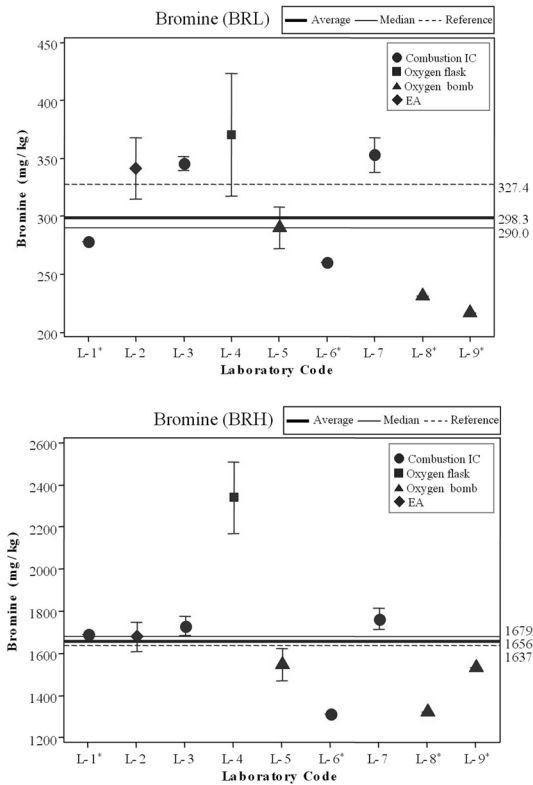 Bromine (BRL)
Average Median Reference
450
400
350
300
250
200
Bromine (mg/kg)
Combustion IC
Oxygen flask
Oxygen bomb
EA
327.4
298.3
290.0
L-1* L-2 L-3 L-4 L-5 L-6* L-7 L-8* L-9*
Laboratory Code
Bromine (BRH)
Average Median Reference
2600
2400
2200
2000
1800
1600
1400
1200
Bromine (mg/kg)
Combustion IC
Oxygen flask
Oxygen bomb
EA
1679
1656
1637
L-1* L-2 L-3 L-4 L-5 L-6* L-7 L-8* L-9*
Laboratory Code